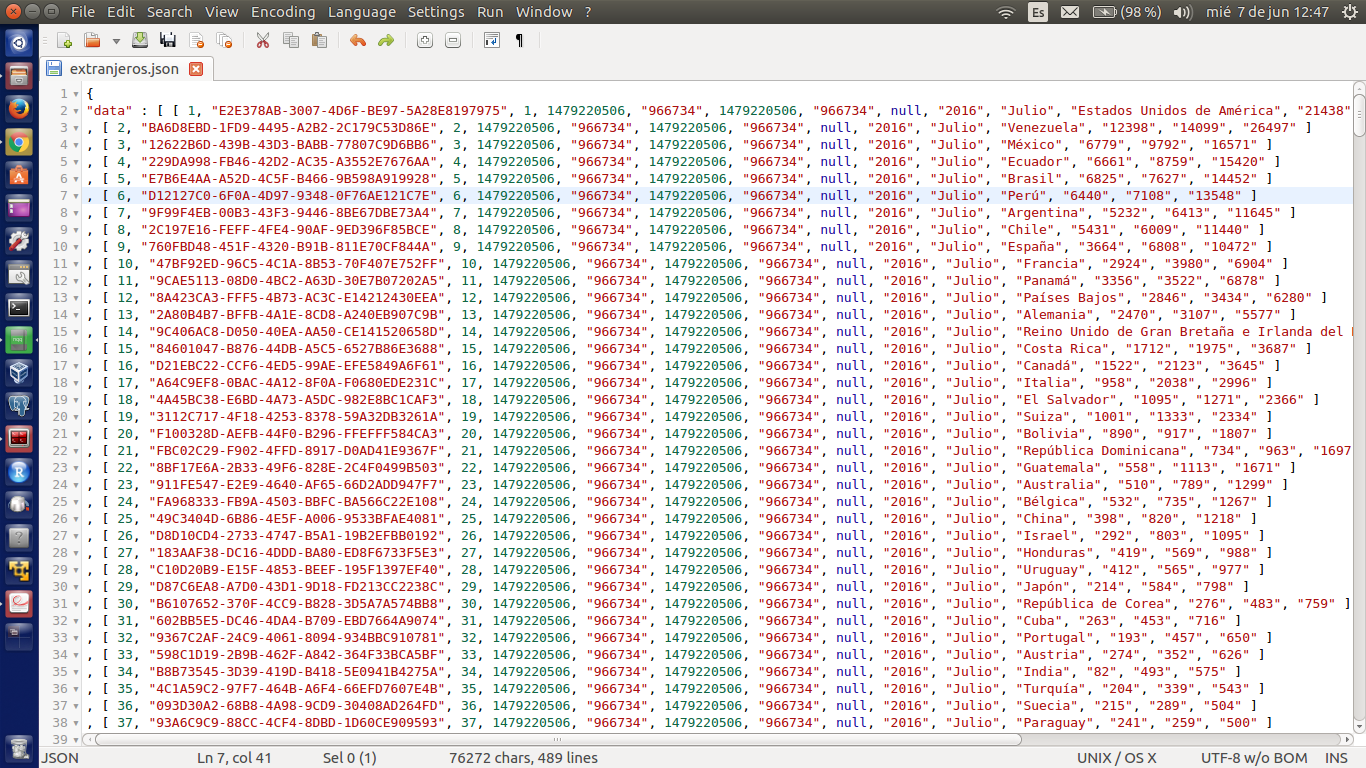 File Edit Search View Encoding Language Settings Run Window ? Es (98 %) mié 7 de jun 12:47
extranjeros.json
1 {
2 "data" : [ [ 1, "E2E378AB-3007-4D6F-BE97-5A28E8197975", 1, 1479220506, "966734", 1479220506, "966734", null, "2016", "Julio", "Estados Unidos de América", "21438"
3 , [ 2, "BA6D8EBD-1FD9-4495-A2B2-2C179C53D86E", 2, 1479220506, "966734", 1479220506, "966734", null, "2016", "Julio", "Venezuela", "12398", "14099", "26497" ]
4 , [ 3, "12622B6D-439B-43D3-BABB-77807C9D6BB6", 3, 1479220506, "966734", 1479220506, "966734", null, "2016", "Julio", "México", "6779", "9792", "16571" ]
5 , [ 4, "229DA998-FB46-42D2-AC35-A3552E7676AA", 4, 1479220506, "966734", 1479220506, "966734", null, "2016", "Julio", "Ecuador", "6661", "8759", "15420" ]
6 , [ 5, "E7B6E4AA-A52D-4C5F-B466-9B598A919928", 5, 1479220506, "966734", 1479220506, "966734", null, "2016", "Julio", "Brasil", "6825", "7627", "14452" ]
7 , [ 6, "D12127C0-6F0A-4D97-9348-0F76AE121C7E", 6, 1479220506, "966734", 1479220506, "966734", null, "2016", "Julio", "Perú", "6440", "7108", "13548" ]
8 , [ 7, "9F99F4EB-00B3-43F3-9446-8BE67DBE73A4", 7, 1479220506, "966734", 1479220506, "966734", null, "2016", "Julio", "Argentina", "5232", "6413", "11645" ]
9 , [ 8, "2C197E16-FEFF-4FE4-90AF-9ED396F85BCE", 8, 1479220506, "966734", 1479220506, "966734", null, "2016", "Julio", "Chile", "5431", "6009", "11440" ]
10 , [ 9, "760FBD48-451F-4320-B91B-811E70CF844A", 9, 1479220506, "966734", 1479220506, "966734", null, "2016", "Julio", "España", "3664", "6808", "10472" ]
11 , [ 10, "47BF92ED-96C5-4C1A-8B53-70F407E752FF", 10, 1479220506, "966734", 1479220506, "966734", null, "2016", "Julio", "Francia", "2924", "3980", "6904" ]
12 , [ 11, "9CAE5113-08D0-4BC2-A63D-30E7B07202A5", 11, 1479220506, "966734", 1479220506, "966734", null, "2016", "Julio", "Panamá", "3356", "3522", "6878" ]
13 , [ 12, "8A423CA3-FFF5-4B73-AC3C-E14212430EEA", 12, 1479220506, "966734", 1479220506, "966734", null, "2016", "Julio", "Países Bajos", "2846", "3434", "6280" ]
14 , [ 13, "2A80B4B7-BFFB-4A1E-8CD8-A240EB907C9B", 13, 1479220506, "966734", 1479220506, "966734", null, "2016", "Julio", "Alemania", "2470", "3107", "5577" ]
15 , [ 14, "9C406AC8-D050-40EA-AA50-CE141520658D", 14, 1479220506, "966734", 1479220506, "966734", null, "2016", "Julio", "Reino Unido de Gran Bretaña e Irlanda del
16 , [ 15, "84601047-B876-44DB-A5C5-6527B86E3688", 15, 1479220506, "966734", 1479220506, "966734", null, "2016", "Julio", "Costa Rica", "1712", "1975", "3687" ]
17 , [ 16, "D21EBC22-CCF6-4ED5-99AE-EFE5849A6F61", 16, 1479220506, "966734", 1479220506, "966734", null, "2016", "Julio", "Canadá", "1522", "2123", "3645" ]
18 , [ 17, "A64C9EF8-0BAC-4A12-8F0A-F0680EDE231C", 17, 1479220506, "966734", 1479220506, "966734", null, "2016", "Julio", "Italia", "958", "2038", "2996" ]
19 , [ 18, "4A45BC38-E6BD-4A73-A5DC-982E8BC1CAF3", 18, 1479220506, "966734", 1479220506, "966734", null, "2016", "Julio", "El Salvador", "1095", "1271", "2366" ]
20 , [ 19, "3112C717-4F18-4253-8378-59A32DB3261A", 19, 1479220506, "966734", 1479220506, "966734", null, "2016", "Julio", "Suiza", "1001", "1333", "2334" ]
21 , [ 20, "F100328D-AEFB-44F0-B296-FFEFFF584CA3", 20, 1479220506, "966734", 1479220506, "966734", null, "2016", "Julio", "Bolivia", "890", "917", "1807" ]
22 , [ 21, "FBC02C29-F902-4FFD-8917-D0AD41E9367F", 21, 1479220506, "966734", 1479220506, "966734", null, "2016", "Julio", "República Dominicana", "734", "963", "1697
23 , [ 22, "8BF17E6A-2B33-49F6-828E-2C4F0499B503", 22, 1479220506, "966734", 1479220506, "966734", null, "2016", "Julio", "Guatemala", "558", "1113", "1671" ]
24 , [ 23, "911FE547-E2E9-4640-AF65-66D2ADD947F7", 23, 1479220506, "966734", 1479220506, "966734", null, "2016", "Julio", "Australia", "510", "789", "1299" ]
25 , [ 24, "FA968333-FB9A-4503-BBFC-BA566C22E108", 24, 1479220506, "966734", 1479220506, "966734", null, "2016", "Julio", "Bélgica", "532", "735", "1267" ]
26 , [ 25, "49C3404D-6B86-4E5F-A006-9533BFAE4081", 25, 1479220506, "966734", 1479220506, "966734", null, "2016", "Julio", "China", "398", "820", "1218" ]
27 , [ 26, "D8D10CD4-2733-4747-B5A1-19B2EFBB0192", 26, 1479220506, "966734", 1479220506, "966734", null, "2016", "Julio", "Israel", "292", "803", "1095" ]
28 , [ 27, "183AAF38-DC16-4DDD-BA80-ED8F6733F5E3", 27, 1479220506, "966734", 1479220506, "966734", null, "2016", "Julio", "Honduras", "419", "569", "988" ]
29 , [ 28, "C10D20B9-E15F-4853-BEEF-195F1397EF40", 28, 1479220506, "966734", 1479220506, "966734", null, "2016", "Julio", "Uruguay", "412", "565", "977" ]
30 , [ 29, "D87C6EA8-A7D0-43D1-9D18-FD213CC2238C", 29, 1479220506, "966734", 1479220506, "966734", null, "2016", "Julio", "Japón", "214", "584", "798" ]
31 , [ 30, "B6107652-370F-4CC9-B828-3D5A7A574BB8", 30, 1479220506, "966734", 1479220506, "966734", null, "2016", "Julio", "República de Corea", "276", "483", "759" ]
32 , [ 31, "602BB5E5-DC46-4DA4-B709-EBD7664A9074", 31, 1479220506, "966734", 1479220506, "966734", null, "2016", "Julio", "Cuba", "263", "453", "716" ]
33 , [ 32, "9367C2AF-24C9-4061-8094-934BBC910781", 32, 1479220506, "966734", 1479220506, "966734", null, "2016", "Julio", "Portugal", "193", "457", "650" ]
34 , [ 33, "598C1D19-2B9B-462F-A842-364F33BCA5BF", 33, 1479220506, "966734", 1479220506, "966734", null, "2016", "Julio", "Austria", "274", "352", "626" ]
35 , [ 34, "B8B73545-3D39-419D-B418-5E0941B4275A", 34, 1479220506, "966734", 1479220506, "966734", null, "2016", "Julio", "India", "82", "493", "575" ]
36 , [ 35, "4C1A59C2-97F7-464B-A6F4-66EFD7607E4B", 35, 1479220506, "966734", 1479220506, "966734", null, "2016", "Julio", "Turquía", "204", "339", "543" ]
37 , [ 36, "093D30A2-68B8-4A98-9CD9-30408AD264FD", 36, 1479220506, "966734", 1479220506, "966734", null, "2016", "Julio", "Suecia", "215", "289", "504" ]
38 , [ 37, "93A6C9C9-88CC-4CF4-8DBD-1D60CE909593", 37, 1479220506, "966734", 1479220506, "966734", null, "2016", "Julio", "Paraguay", "241", "259", "500" ]
39
JSON Ln 7, col 41 Sel 0 (1) 76272 chars, 489 lines UNIX / OS X UTF-8 w/o BOM INS